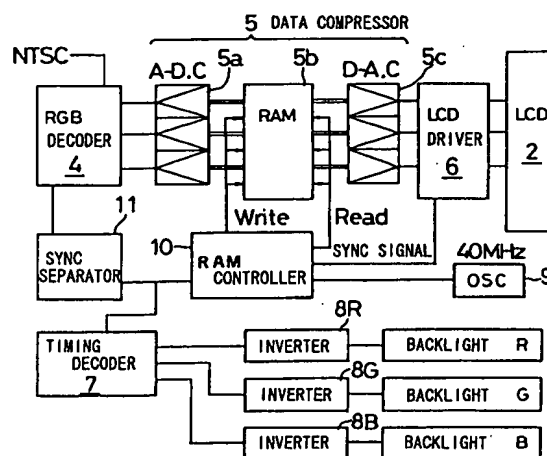 5 DATA COMPRESSOR
NTSC
A-D.C 5a
5b
D-A.C 5c
RGB
DECODER
4
RAM
LCD
DRIVER
6
LCD
2
11
Write
Read
SYNC
SEPARATOR
10
RAM
CONTROLLER
SYNC SIGNAL
40MHz
OSC
9
8R
TIMING
DECODER
7
INVERTER
BACKLIGHT R
8G
INVERTER
BACKLIGHT G
8B
INVERTER
BACKLIGHT B